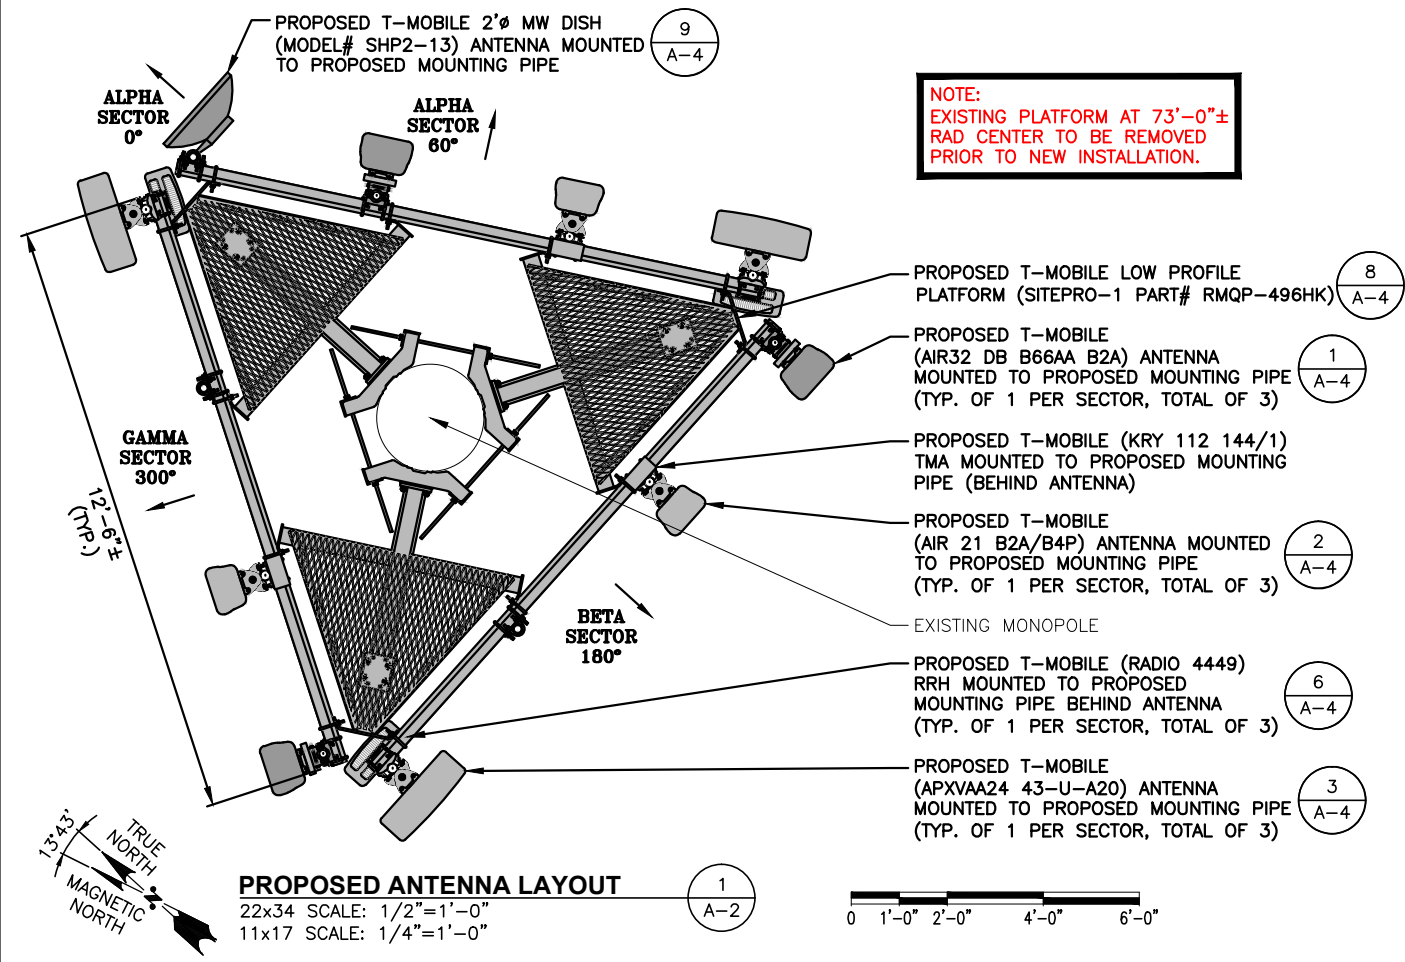 PROPOSED T-MOBILE 2'ø MW DISH
(MODEL# SHP2-13) ANTENNA MOUNTED
TO PROPOSED MOUNTING PIPE
9
A-4
ALPHA
SECTOR
0°
ALPHA
SECTOR
60°
NOTE:
EXISTING PLATFORM AT 73'-0"±
RAD CENTER TO BE REMOVED
PRIOR TO NEW INSTALLATION.
PROPOSED T-MOBILE LOW PROFILE
PLATFORM (SITEPRO-1 PART# RMQP-496HK)
8
A-4
PROPOSED T-MOBILE
(AIR32 DB B66AA B2A) ANTENNA
MOUNTED TO PROPOSED MOUNTING PIPE
(TYP. OF 1 PER SECTOR, TOTAL OF 3)
1
A-4
PROPOSED T-MOBILE (KRY 112 144/1)
TMA MOUNTED TO PROPOSED MOUNTING
PIPE (BEHIND ANTENNA)
GAMMA
SECTOR
300°
12'-6"±
(TYP.)
PROPOSED T-MOBILE
(AIR 21 B2A/B4P) ANTENNA MOUNTED
TO PROPOSED MOUNTING PIPE
(TYP. OF 1 PER SECTOR, TOTAL OF 3)
2
A-4
BETA
SECTOR
180°
EXISTING MONOPOLE
PROPOSED T-MOBILE (RADIO 4449)
RRH MOUNTED TO PROPOSED
MOUNTING PIPE BEHIND ANTENNA
(TYP. OF 1 PER SECTOR, TOTAL OF 3)
6
A-4
PROPOSED T-MOBILE
(APXVAA24 43-U-A20) ANTENNA
MOUNTED TO PROPOSED MOUNTING PIPE
(TYP. OF 1 PER SECTOR, TOTAL OF 3)
3
A-4
13°43'
TRUE
NORTH
MAGNETIC
NORTH
N
PROPOSED ANTENNA LAYOUT
22x34 SCALE: 1/2"=1'-0"
11x17 SCALE: 1/4"=1'-0"
1
A-2
0 1'-0" 2'-0" 4'-0" 6'-0"